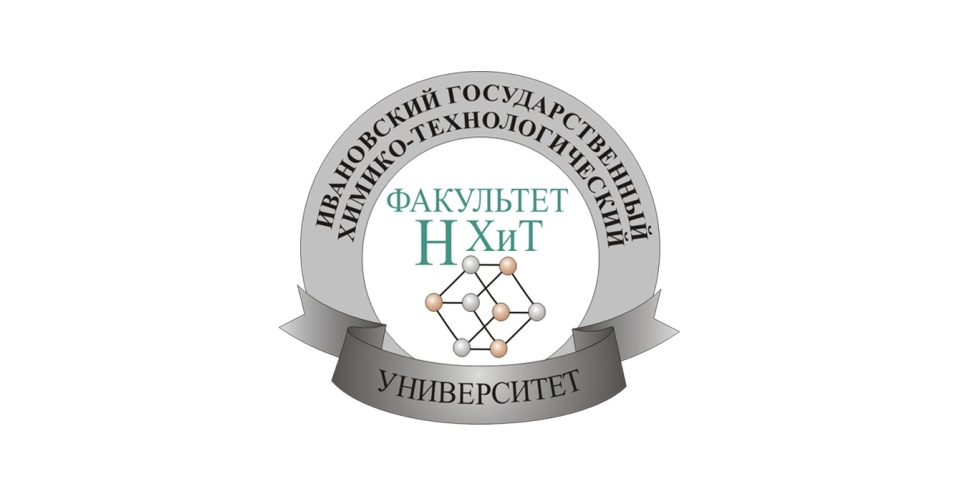 ИВАНОВСКИЙ ГОСУДАРСТВЕННЫЙ
ХИМИКО-ТЕХНОЛОГИЧЕСКИЙ
ФАКУЛЬТЕТ
Н ХиТ
УНИВЕРСИТЕТ